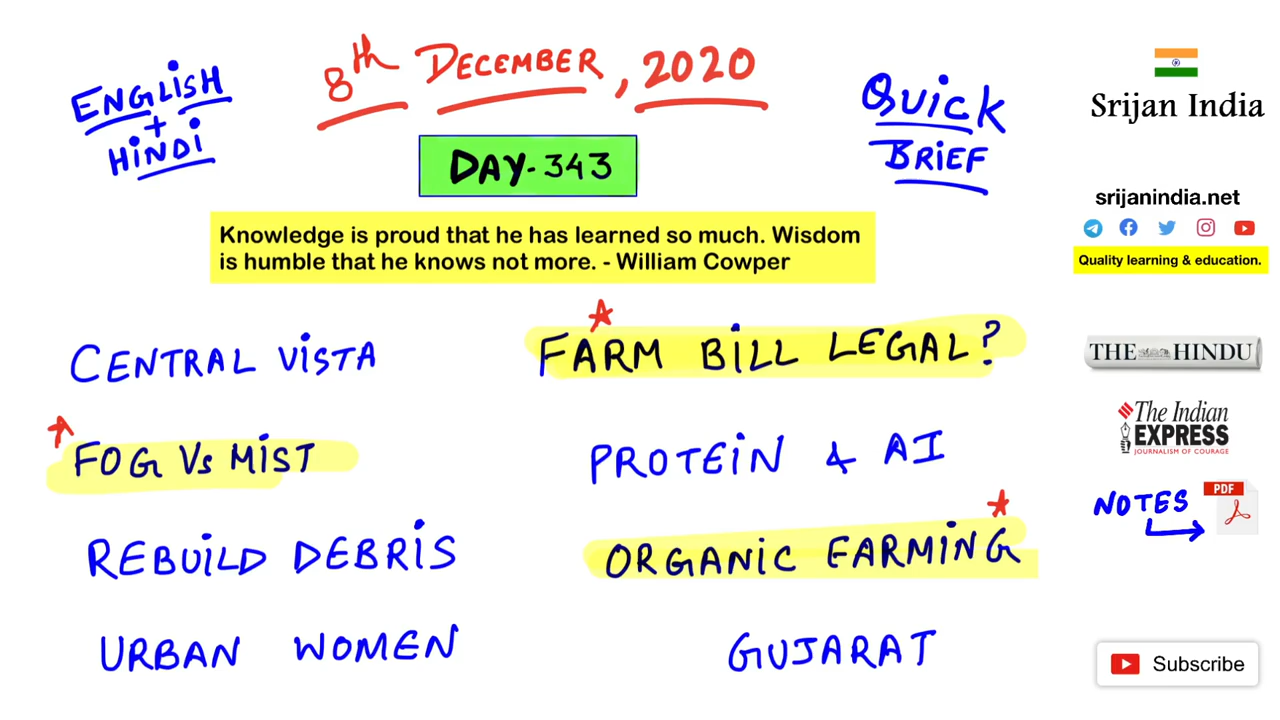 ENGLISH
+
HINDI
8th DECEMBER, 2020
DAY-343
QUICK
BRIEF
Knowledge is proud that he has learned so much. Wisdom
is humble that he knows not more. - William Cowper
CENTRAL VISTA
FARM BILL LEGAL?
FOG Vs MIST
PROTEIN & AI
REBUILD DEBRIS
ORGANIC FARMING
URBAN WOMEN
GUJARAT
Srijan India
srijanindia.net
Quality learning & education.
THE HINDU
The Indian
EXPRESS
JOURNALISM OF COURAGE
NOTES
PDF
Subscribe